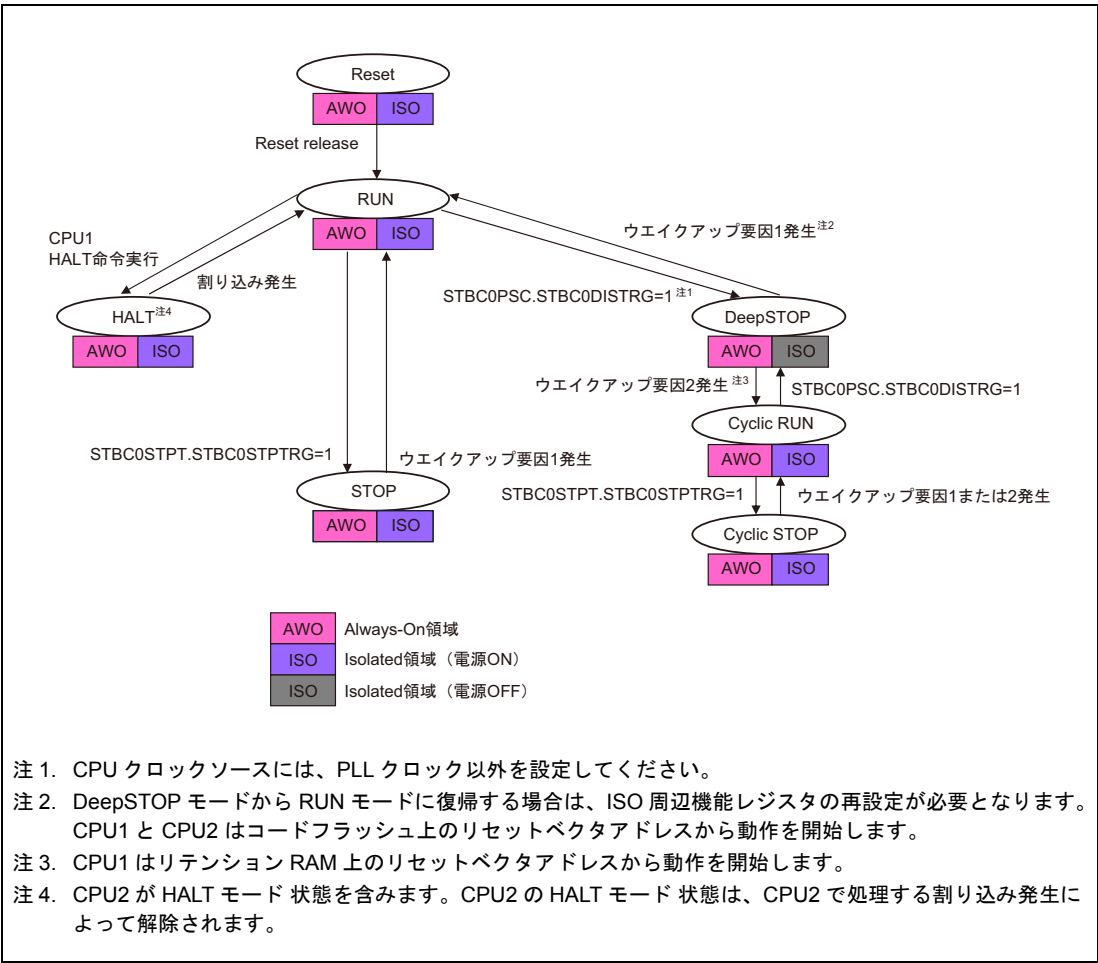 Reset
AWO ISO
Reset release
RUN
AWO ISO
CPU1
HALT命令実行
割り込み発生
ウエイクアップ要因1発生注2
STBC0PSC.STBC0DISTRG=1 注1
HALT注4
AWO ISO
DeepSTOP
AWO ISO
ウエイクアップ要因2発生 注3
STBC0PSC.STBC0DISTRG=1
Cyclic RUN
AWO ISO
STBC0STPT.STBC0STPTRG=1
ウエイクアップ要因1発生
STOP
AWO ISO
STBC0STPT.STBC0STPTRG=1
ウエイクアップ要因1または2発生
Cyclic STOP
AWO ISO
AWO Always-On領域
ISO Isolated領域（電源ON）
ISO Isolated領域（電源OFF）
注 1. CPU クロックソースには、PLL クロック以外を設定してください。
注 2. DeepSTOP モードから RUN モードに復帰する場合は、ISO 周辺機能レジスタの再設定が必要となります。
CPU1 と CPU2 はコードフラッシュ上のリセットベクタアドレスから動作を開始します。
注 3. CPU1 はリテンション RAM 上のリセットベクタアドレスから動作を開始します。
注 4. CPU2 が HALT モード 状態を含みます。CPU2 の HALT モード 状態は、CPU2 で処理する割り込み発生に
よって解除されます。